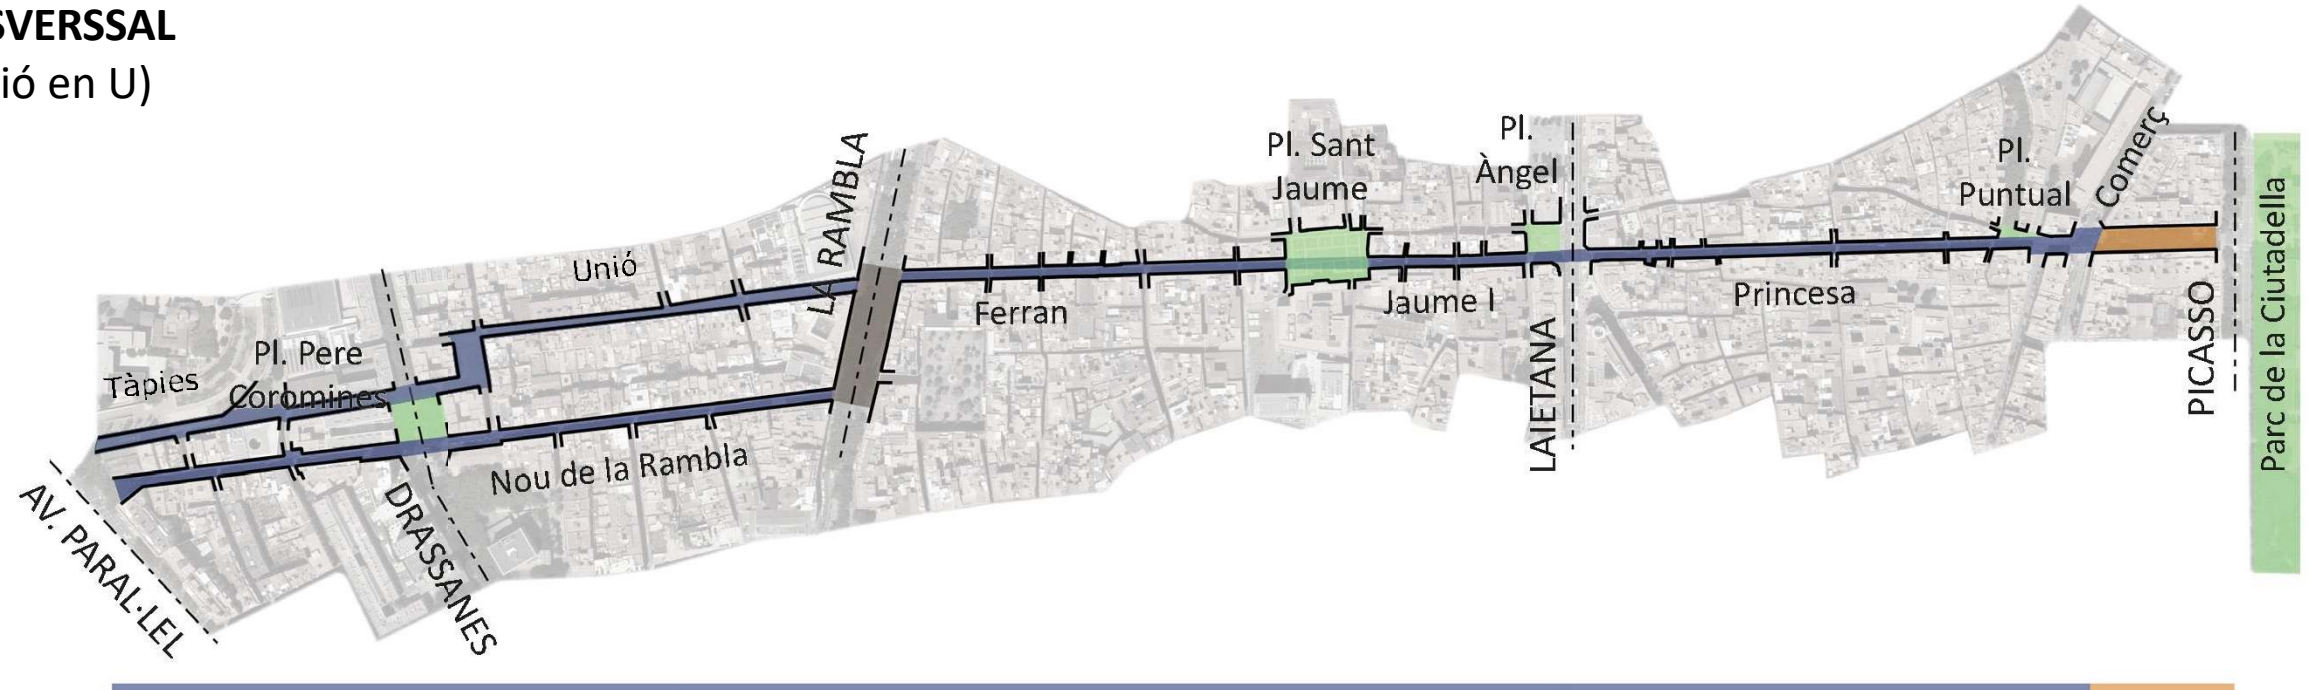 SVERSSAL
ió en U)
Tàpies
Pl. Pere
Coromines
Unió
LA RAMBLA
Nou de la Rambla
AV. PARAL·LEL
DRASSANES
Ferran
Pl. Sant
Jaume
Jaume I
Pl.
Àngel
LAIETANA
Princesa
Pl.
Puntual
Comerç
PICASSO
Parc de la Ciutadella